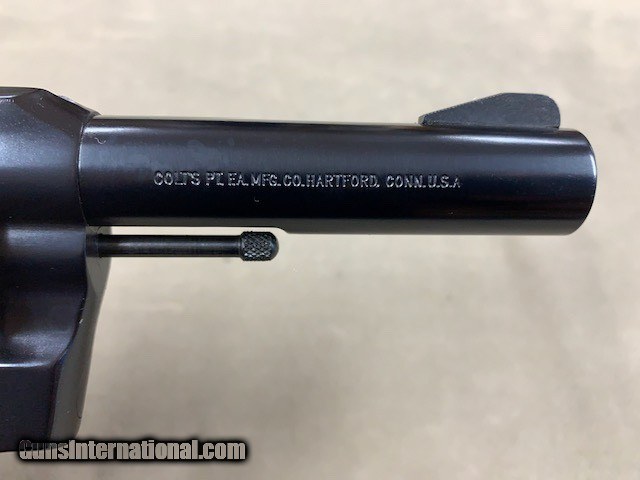 COLT'S PT. F.A. MFG. CO. HARTFORD, CONN. U.S.A
GunsInternational.com